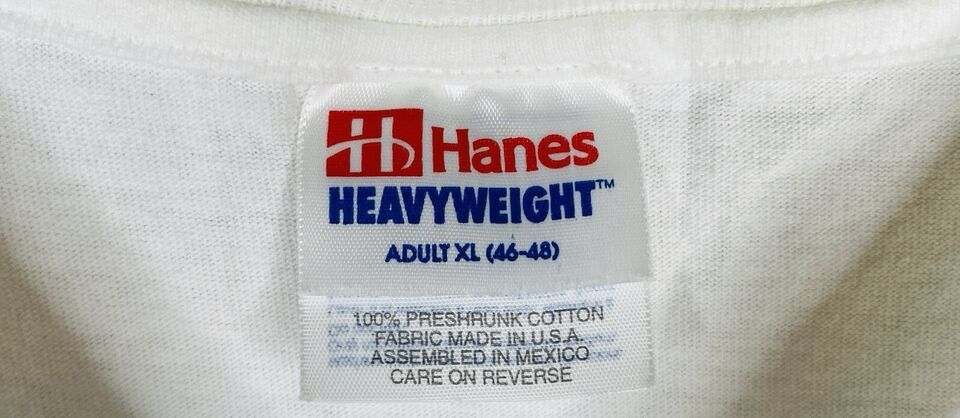 H Hanes
HEAVYWEIGHT™
ADULT XL (46-48)
100% PRESHRUNK COTTON
FABRIC MADE IN U.S.A.
ASSEMBLED IN MEXICO
CARE ON REVERSE